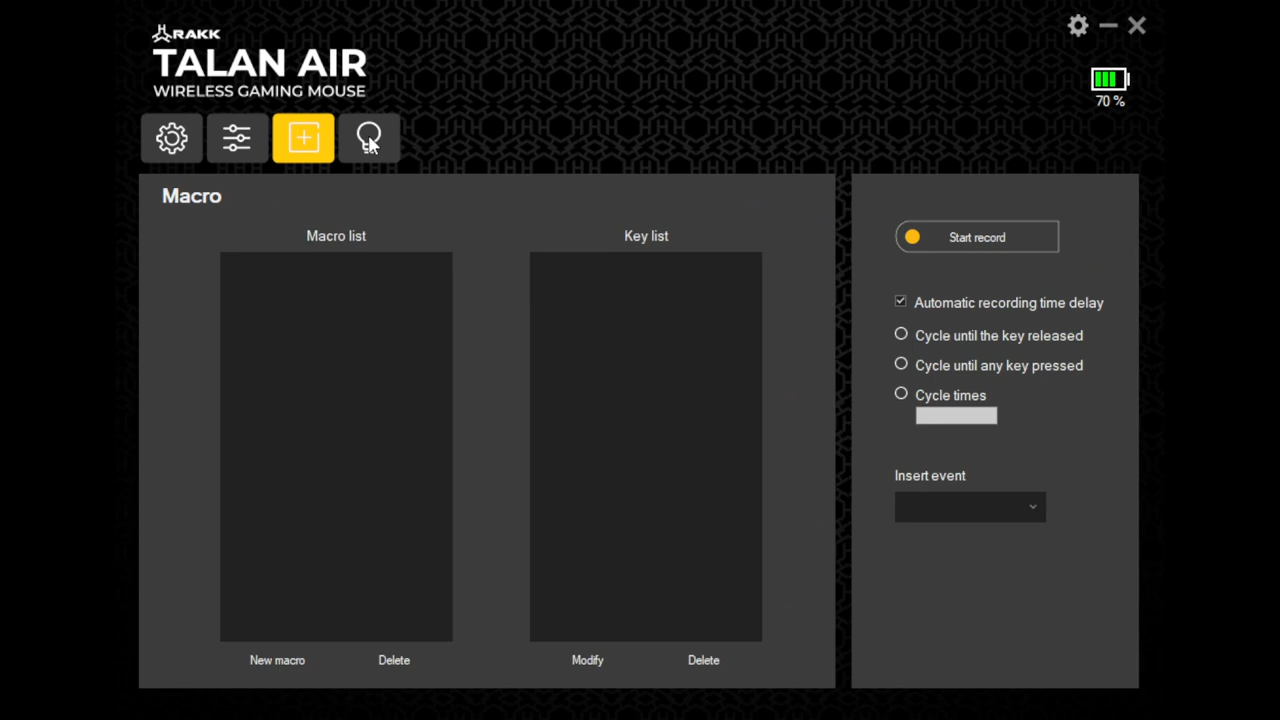 RAKK
TALAN AIR
WIRELESS GAMING MOUSE
70 %
Macro
Macro list
Key list
New macro
Delete
Modify
Delete
Start record
Automatic recording time delay
Cycle until the key released
Cycle until any key pressed
Cycle times
Insert event